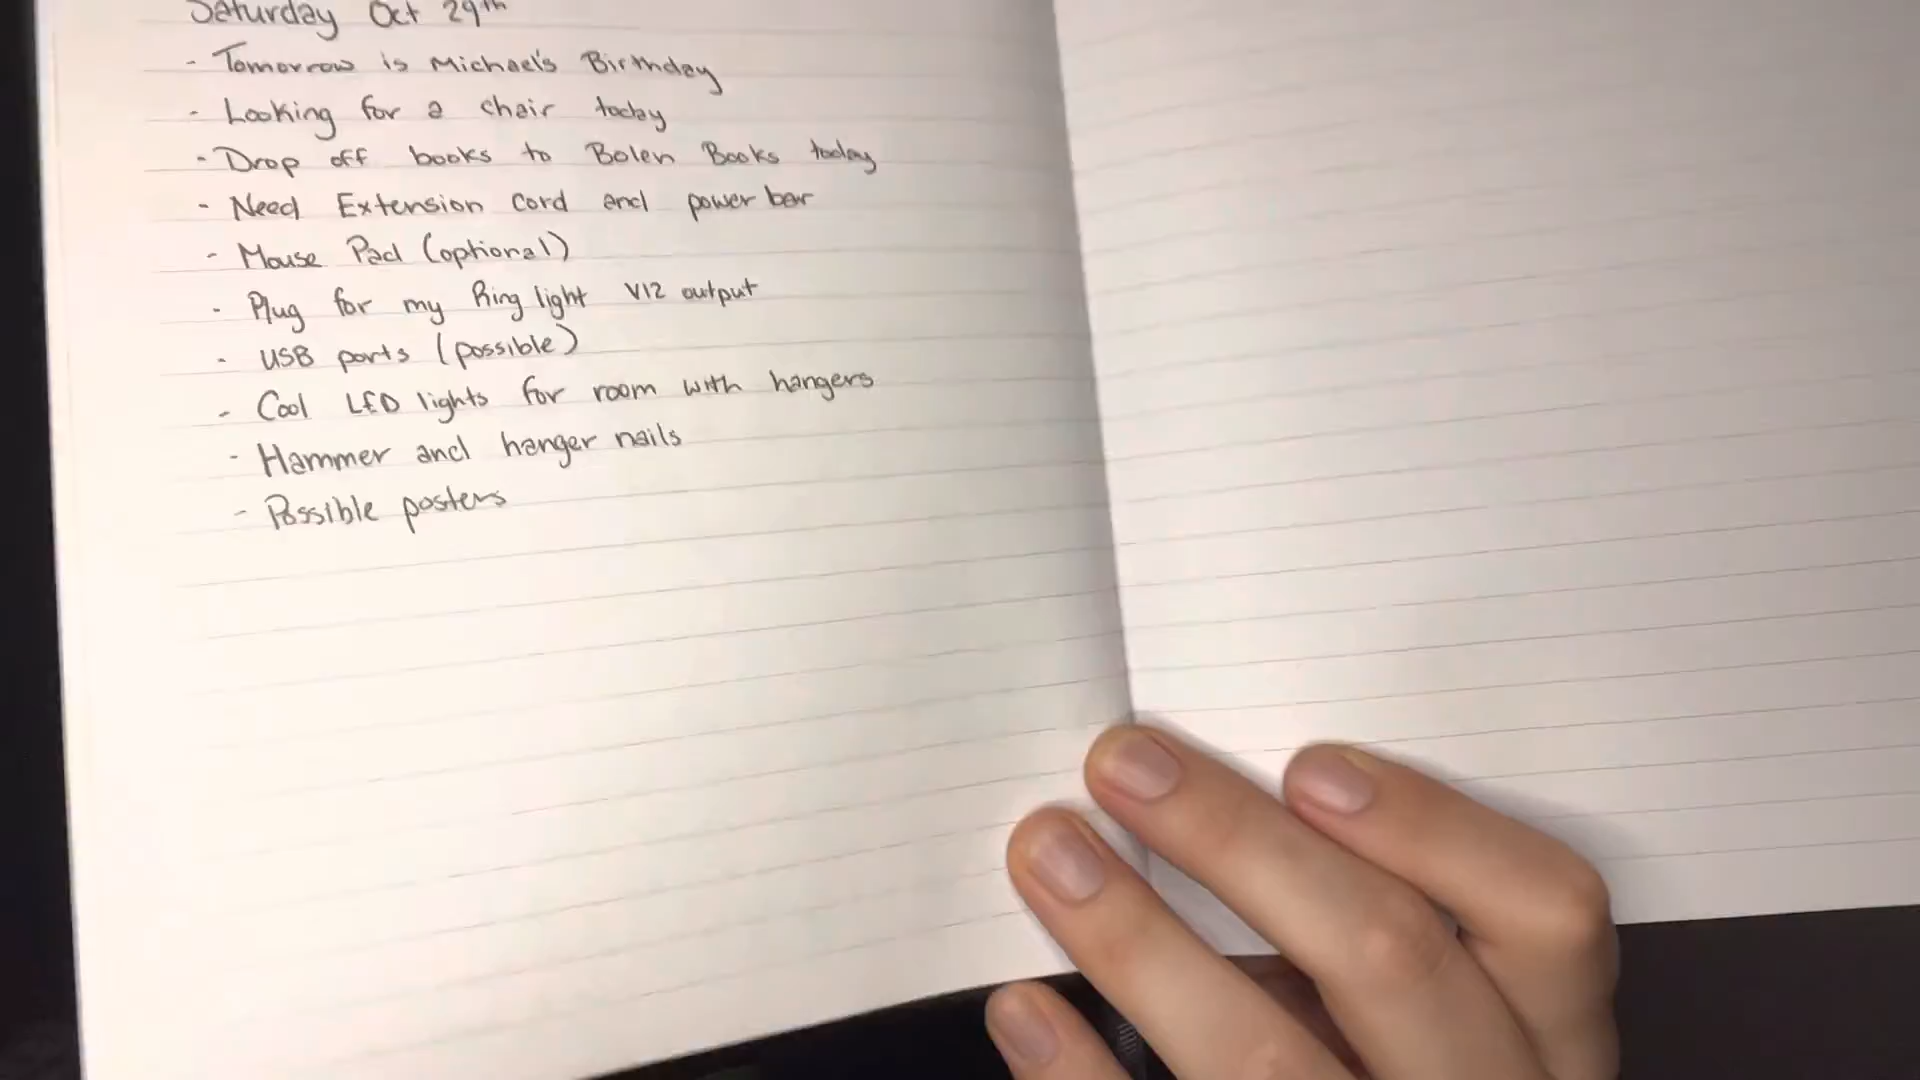 Saturday Oct 29th
- Tomorrow is Michael's Birthday
- Looking for a chair today
- Drop off books to Bolen Books today
- Need Extension Cord and power bar
- Mouse Pad (optional)
- Plug for my Ring light V12 output
- USB ports (possible)
- Cool LED lights for room with hangers
- Hammer and hanger nails
- Possible posters